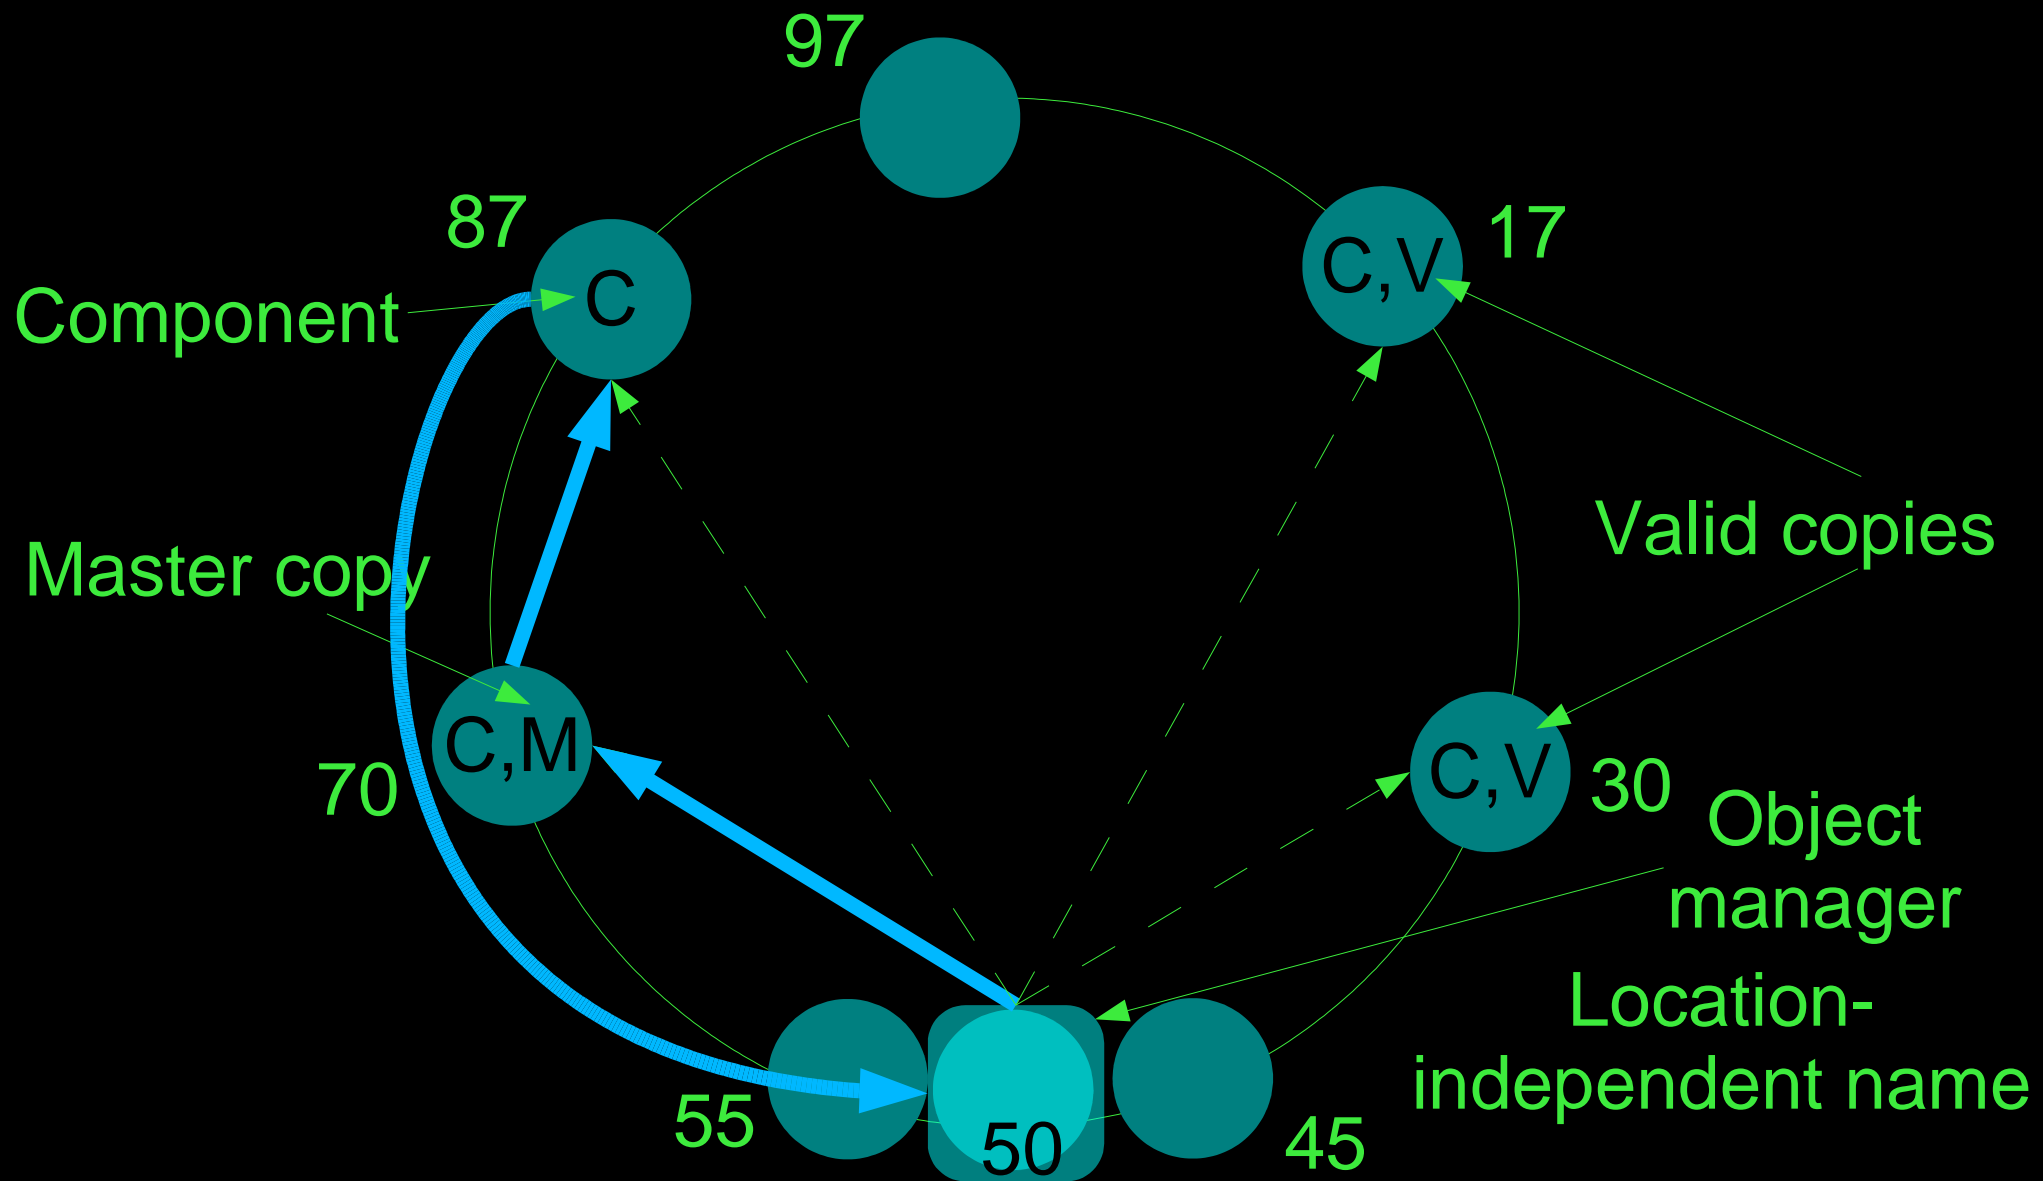 97
87
C
C,V
17
Component
Master copy
Valid copies
C,M
70
C,V
30
Object
manager
Location-
independent name
55
50
45